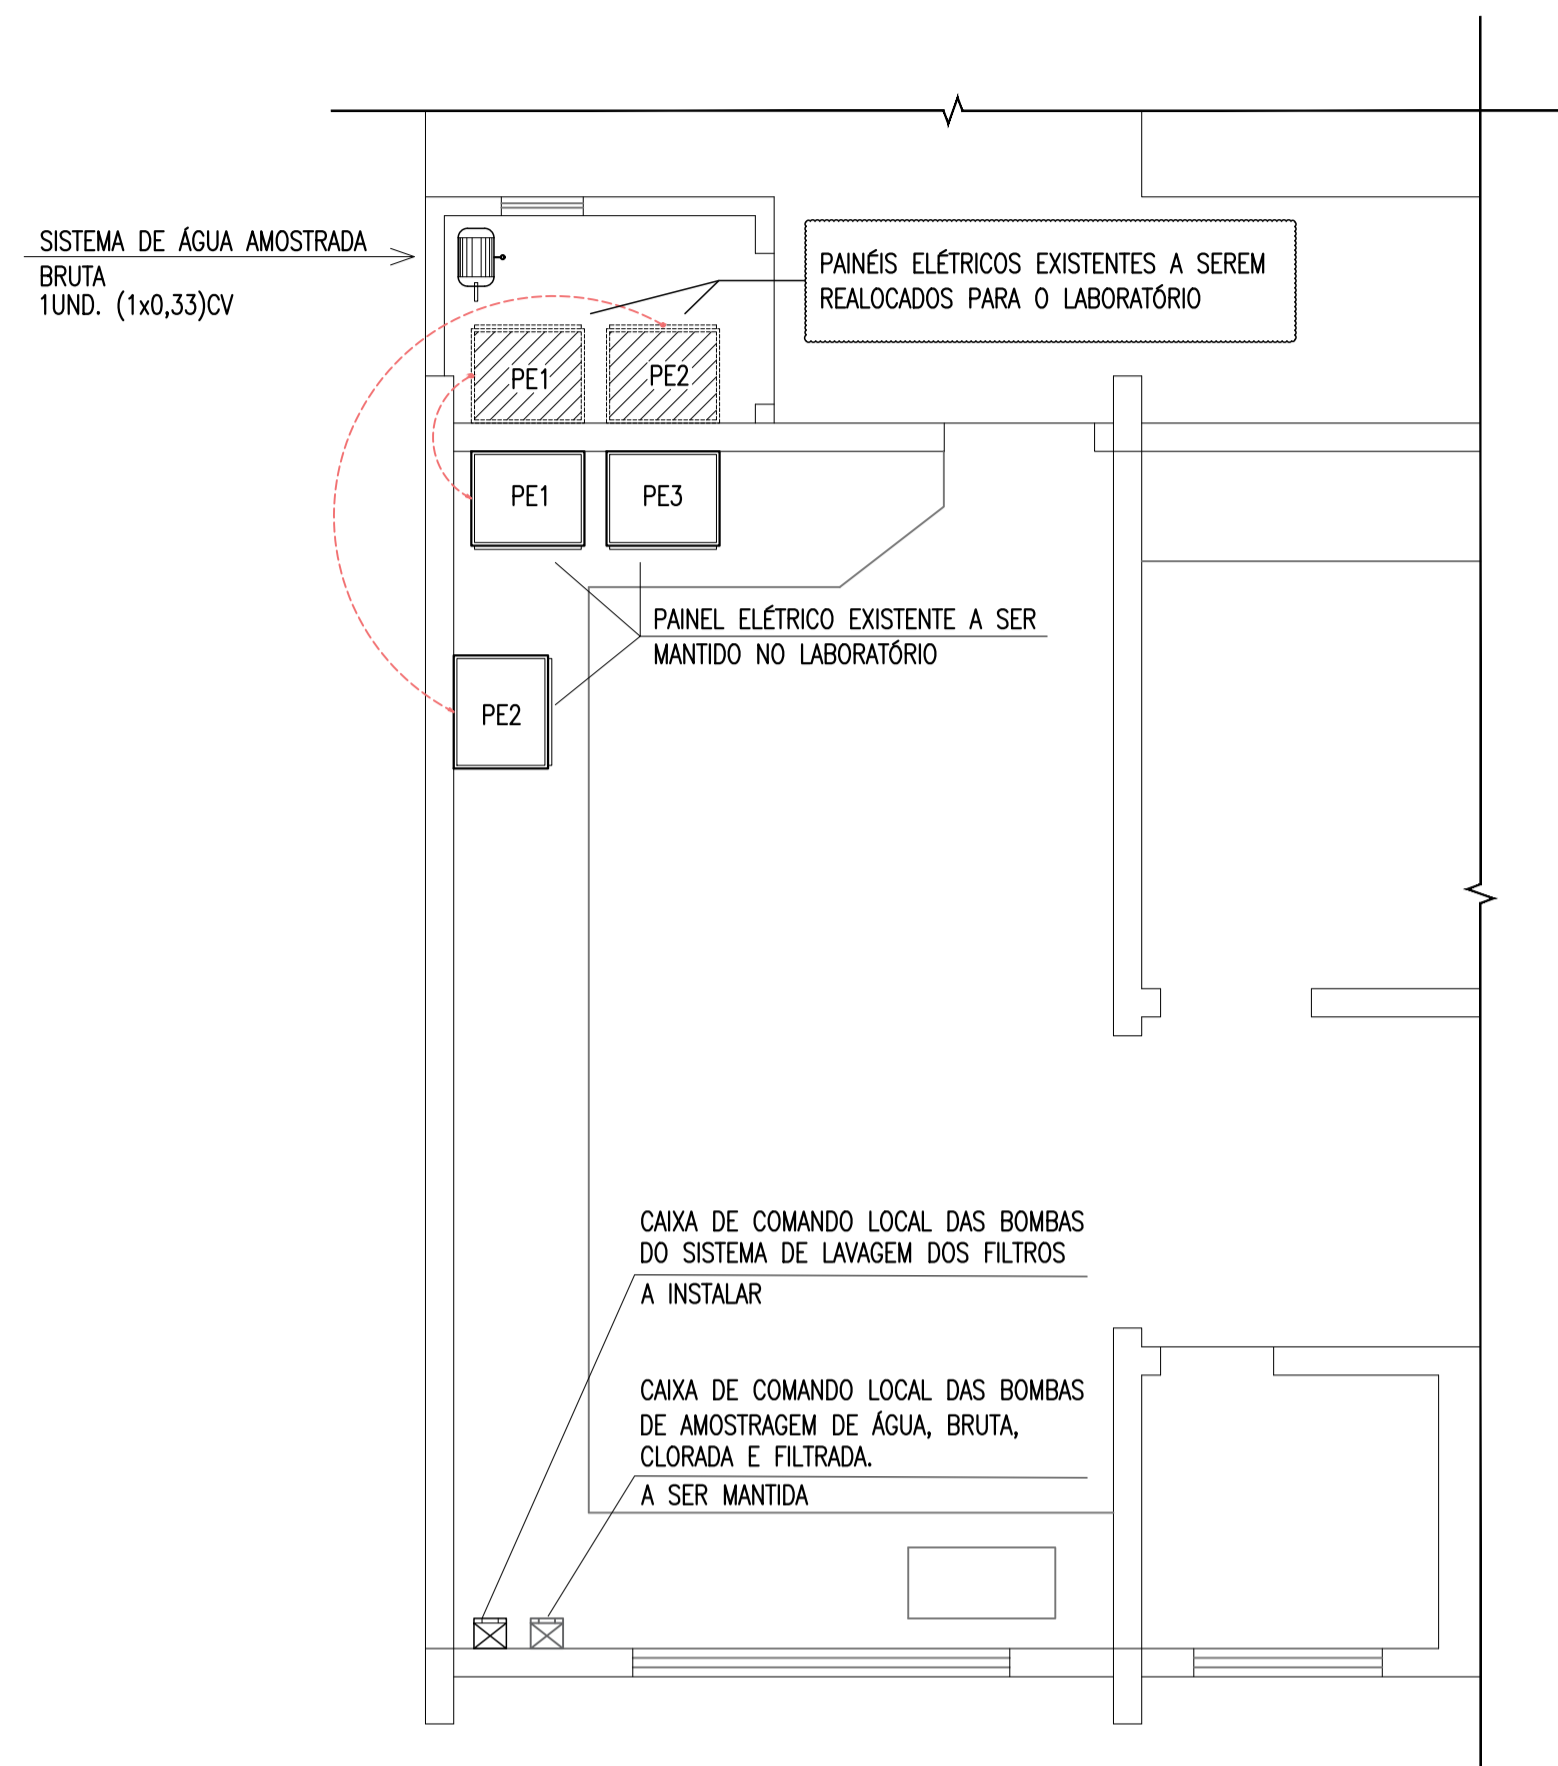 SISTEMA DE ÁGUA AMOSTRADA
BRUTA
1UND. (1x0,33)CV
PAINÉIS ELÉTRICOS EXISTENTES A SEREM
REALOCADOS PARA O LABORATÓRIO
PE1
PE2
PE1
PE3
PAINEL ELÉTRICO EXISTENTE A SER
MANTIDO NO LABORATÓRIO
PE2
CAIXA DE COMANDO LOCAL DAS BOMBAS
DO SISTEMA DE LAVAGEM DOS FILTROS
A INSTALAR
CAIXA DE COMANDO LOCAL DAS BOMBAS
DE AMOSTRAGEM DE ÁGUA, BRUTA,
CLORADA E FILTRADA.
A SER MANTIDA